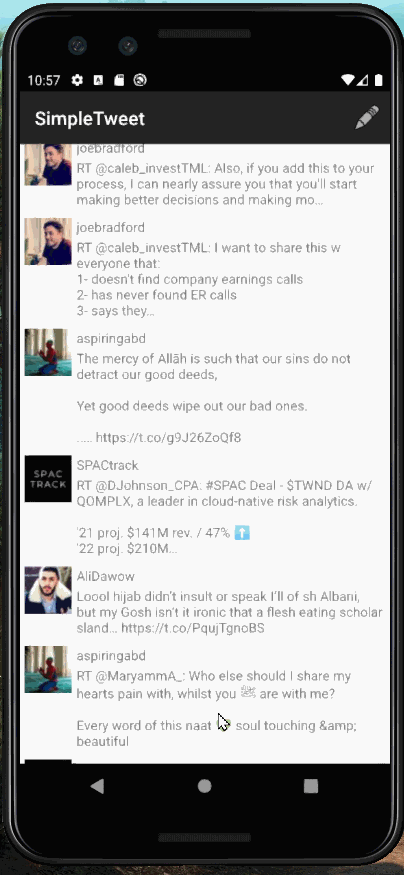 10:57
SimpleTweet
joebradford
RT @caleb_investTML: Also, if you add this to your
process, I can nearly assure you that you'll start
making better decisions and making mo…
joebradford
RT @caleb_investTML: I want to share this w
everyone that:
1- doesn't find company earnings calls
2- has never found ER calls
3- says they…
aspiringabd
The mercy of Allāh is such that our sins do not
detract our good deeds,
Yet good deeds wipe out our bad ones.
..... https://t.co/g9J26ZoQf8
SPAC
TRACK
SPACtrack
RT @DJohnson_CPA: #SPAC Deal - $TWND DA w/
QOMPLX, a leader in cloud-native risk analytics.
'21 proj. $141M rev. / 47% ⬆️
'22 proj. $210M…
AliDawow
Loool hijab didn't insult or speak I'll of sh Albani,
but my Gosh isn't it ironic that a flesh eating scholar
sland… https://t.co/PqujTgnoBS
aspiringabd
RT @MaryammA_: Who else should I share my
hearts pain with, whilst you ﷺ are with me?
Every word of this naat soul touching &amp;
beautiful